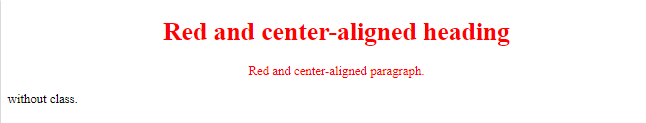 Red and center-aligned heading
Red and center-aligned paragraph.
without class.